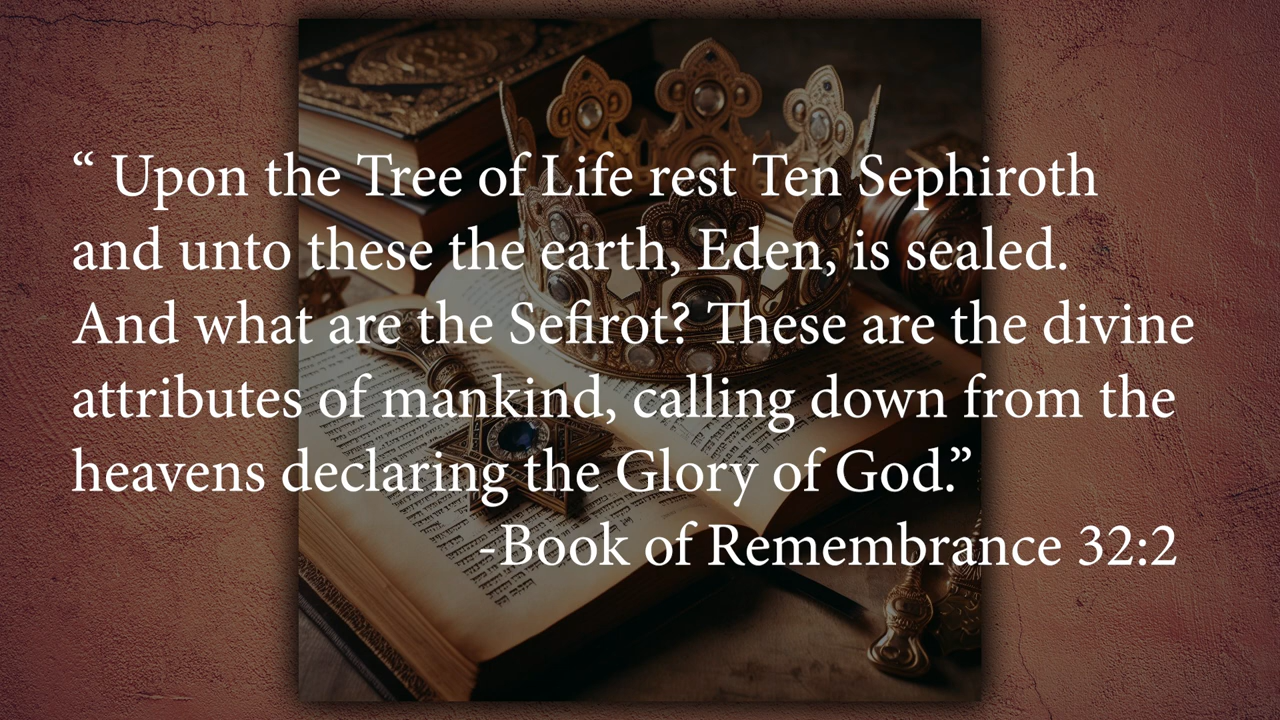 “ Upon the Tree of Life rest Ten Sephiroth
and unto these the earth, Eden, is sealed.
And what are the Sefirot? These are the divine
attributes of mankind, calling down from the
heavens declaring the Glory of God.”
-Book of Remembrance 32:2